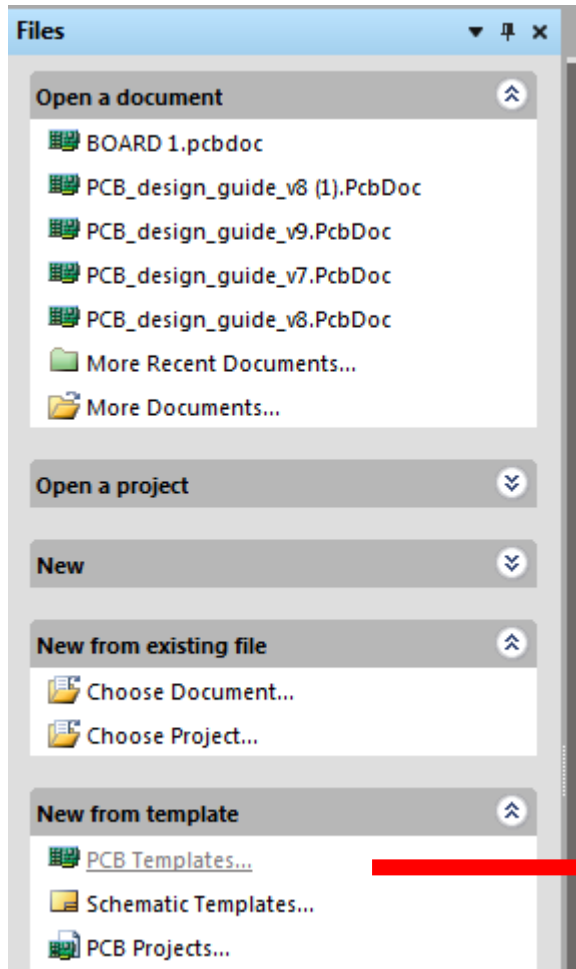 Files
Open a document
BOARD 1.pcbdoc
PCB_design_guide_v8 (1).PcbDoc
PCB_design_guide_v9.PcbDoc
PCB_design_guide_v7.PcbDoc
PCB_design_guide_v8.PcbDoc
More Recent Documents...
More Documents...
Open a project
New
New from existing file
Choose Document...
Choose Project...
New from template
PCB Templates...
Schematic Templates...
PCB Projects...